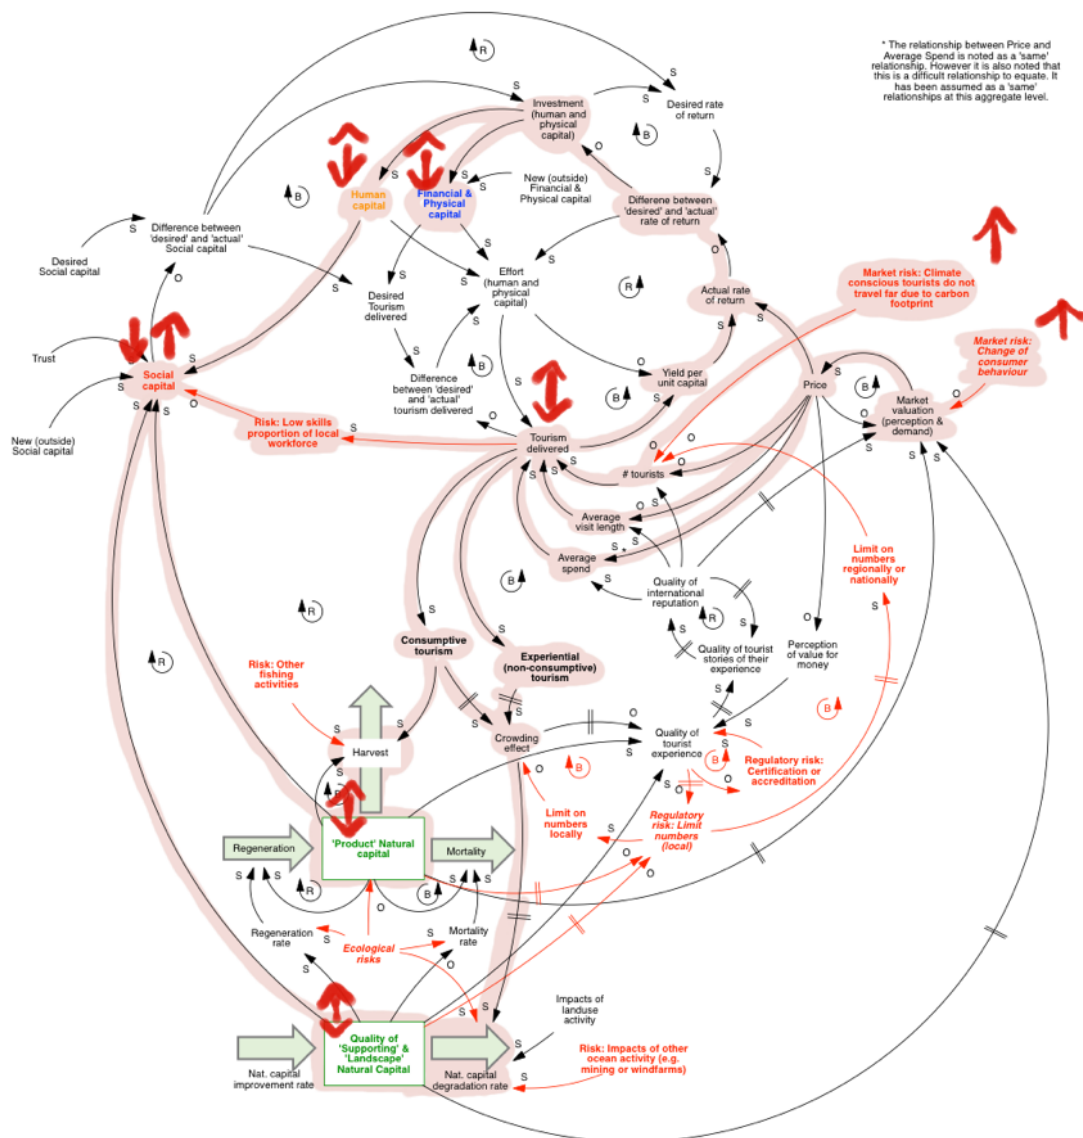 * The relationship between Price and
Average Spend is noted as a 'same'
relationship. However it is also noted that
this is a difficult relationship to equate. It
has been assumed as a 'same'
relationships at this aggregate level.
R
S
S
Investment
(human and
physical
capital)
S
Desired rate
of return
O
B
S
S
S
S
S
B
Human
capital
Financial &
Physical
capital
New (outside)
Financial &
Physical capital
Differene between
'desired' and 'actual'
rate of return
S
Difference between
'desired' and 'actual'
Social capital
S
Desired
Social capital
O
S
S
S
S
S
Effort
(human and
physical
capital)
R
O
Actual rate
of return
Market risk: Climate
conscious tourists do not
travel far due to carbon
footprint
Desired
Tourism
delivered
S
S
S
Market risk:
Change of
consumer
behaviour
Trust
S
S
S
Social
capital
S
S
S
O
New (outside)
Social capital
Difference
between 'desired'
and 'actual'
tourism delivered
B
S
O
Yield per
unit capital
B
S
Price
S
B
O
O
Market
valuation
(perception &
demand)
S
S
S
Risk: Low skills
proportion of local
workforce
S
O
Tourism
delivered
S
S
S
S
O
O
O
# tourists
S
S
O
Average
visit length
S
S
S *
Average
spend
S
B
Quality of
international
reputation
Limit on
numbers
regionally or
nationally
S
R
R
S
S
S
Consumptive
tourism
S
Experiential
(non-consumptive)
tourism
Quality of tourist
stories of their
experience
O
Perception
of value for
money
R
Risk: Other
fishing
activities
S
S
Harvest
S
S
S
Crowding
effect
O
S
Quality of
tourist
experience
S
S
S
B
B
B
Regulatory risk:
Certification or
accreditation
O
B
O
S
S
O
Limit on
numbers
locally
S
Regulatory
risk: Limit
numbers
(local)
S
O
O
Regeneration
'Product' Natural
capital
Mortality
S
S
R
O
B
S
S
Regeneration
rate
S
Ecological
risks
S
Mortality
rate
S
O
S
S
Impacts of
landuse
activity
Nat. capital
improvement rate
Quality of
'Supporting' &
'Landscape'
Natural Capital
Nat. capital
degradation rate
S
S
Risk: Impacts of other
ocean activity (e.g.
mining or windfarms)